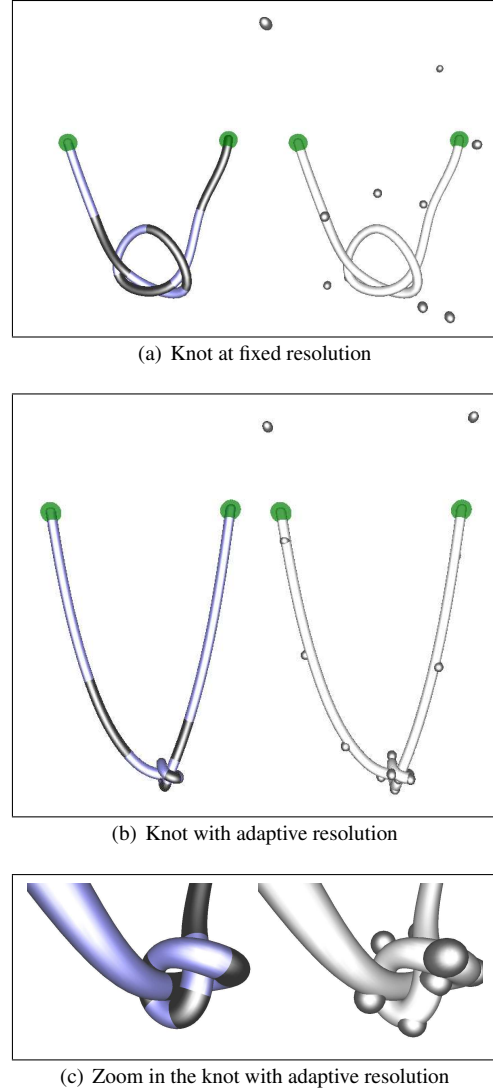 (a) Knot at fixed resolution
(b) Knot with adaptive resolution
(c) Zoom in the knot with adaptive resolution